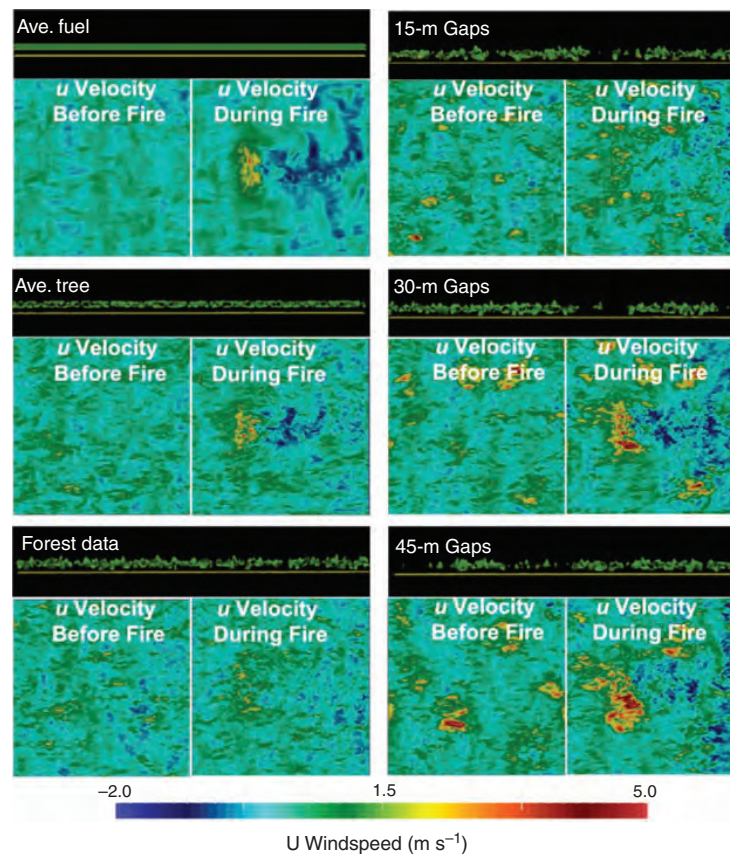 Ave. fuel
u Velocity
Before Fire
u Velocity
During Fire
15-m Gaps
u Velocity
Before Fire
u Velocity
During Fire
Ave. tree
u Velocity
Before Fire
u Velocity
During Fire
30-m Gaps
u Velocity
Before Fire
u Velocity
During Fire
Forest data
u Velocity
Before Fire
u Velocity
During Fire
45-m Gaps
u Velocity
Before Fire
u Velocity
During Fire
−2.0 1.5 5.0
U Windspeed (m s⁻¹)